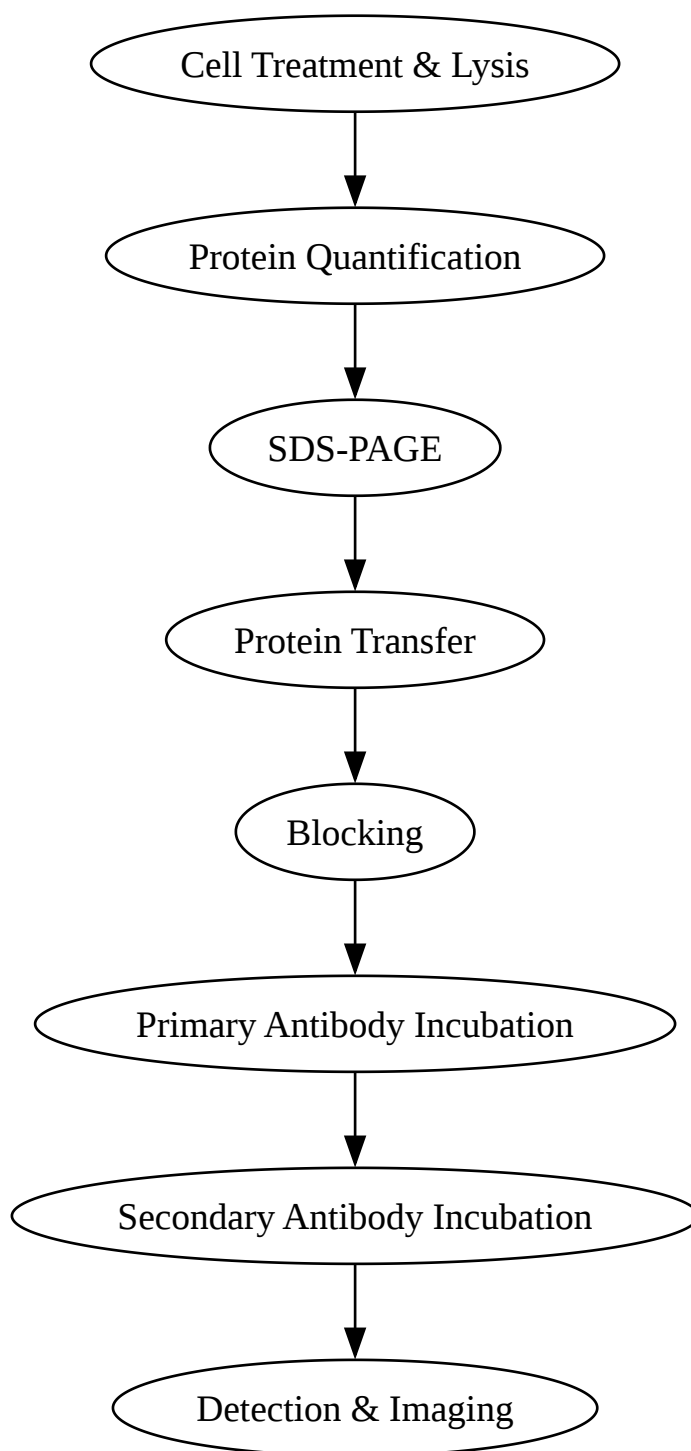 Cell Treatment & Lysis
Protein Quantification
SDS-PAGE
Protein Transfer
Blocking
Primary Antibody Incubation
Secondary Antibody Incubation
Detection & Imaging